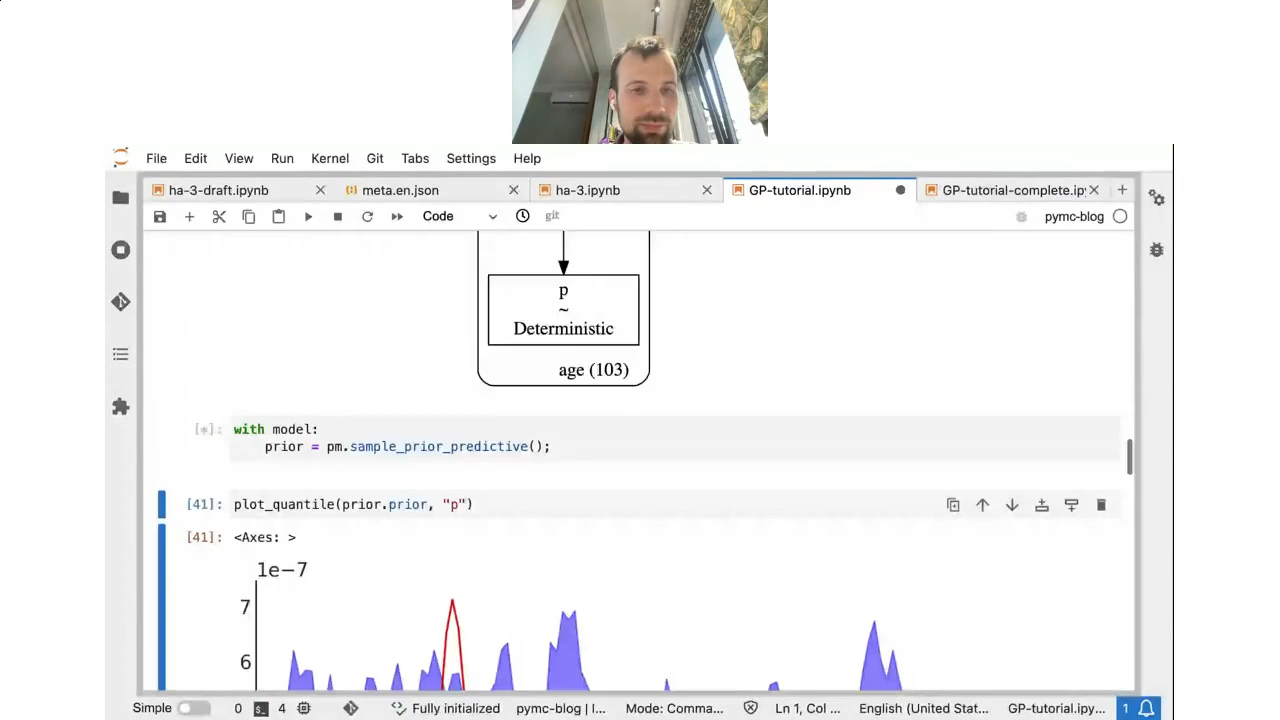 File Edit View Run Kernel Git Tabs Settings Help
ha-3-draft.ipynb meta.en.json ha-3.ipynb GP-tutorial.ipynb GP-tutorial-complete.ip
Code git pymc-blog
p
~
Deterministic
age (103)
[*]: with model:
prior = pm.sample_prior_predictive();
[41]: plot_quantile(prior.prior, "p")
[41]: <Axes: >
1e−7
7
6
Simple 0 $_ 4 Fully initialized pymc-blog | I... Mode: Comma... Ln 1, Col ... English (United Stat... GP-tutorial.ipy... 1